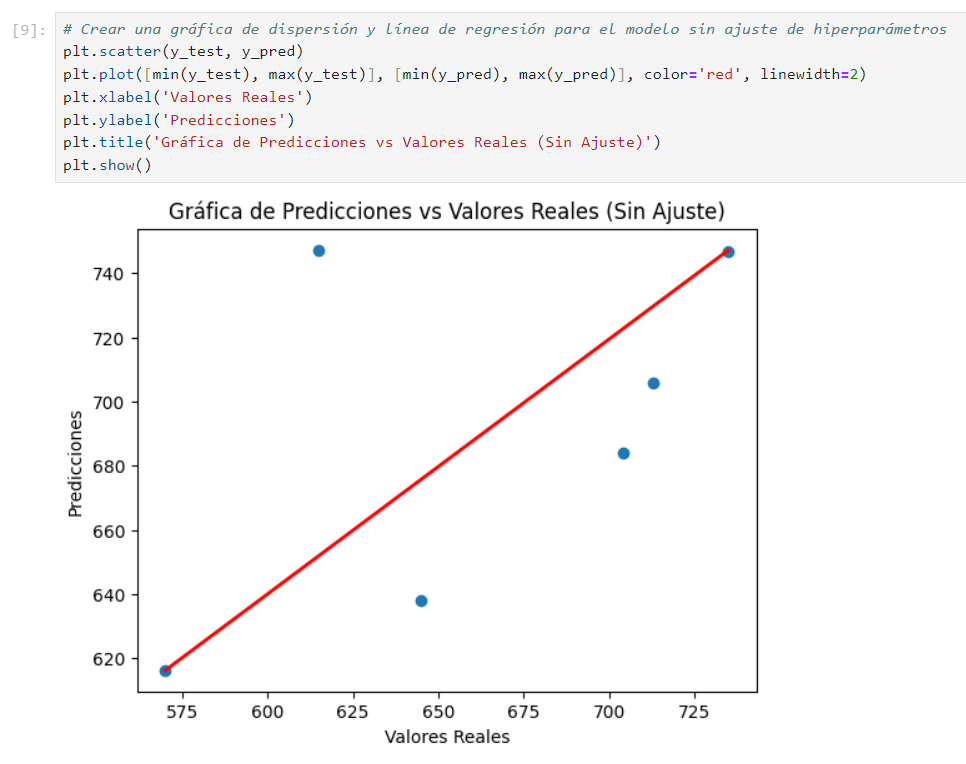 [9]:
# Crear una gráfica de dispersión y línea de regresión para el modelo sin ajuste de hiperparámetros
plt.scatter(y_test, y_pred)
plt.plot([min(y_test), max(y_test)], [min(y_pred), max(y_pred)], color='red', linewidth=2)
plt.xlabel('Valores Reales')
plt.ylabel('Predicciones')
plt.title('Gráfica de Predicciones vs Valores Reales (Sin Ajuste)')
plt.show()
Gráfica de Predicciones vs Valores Reales (Sin Ajuste)
740
720
700
680
660
640
620
Predicciones
575 600 625 650 675 700 725
Valores Reales